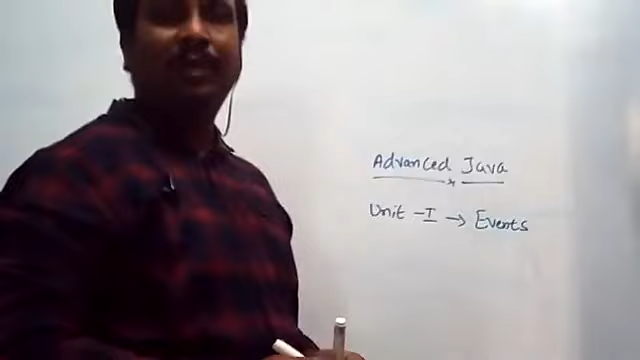 Advanced Java
Unit - I → Events